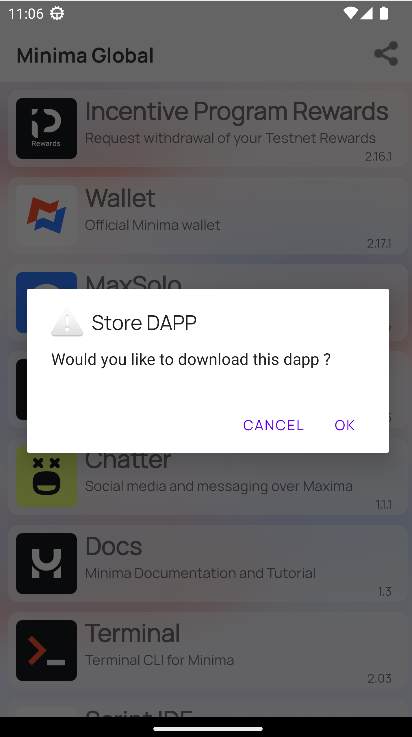 11:06
Minima Global
Incentive Program Rewards
Request withdrawal of your Testnet Rewards
Rewards
2.16.1
Wallet
Official Minima wallet
2.17.1
MaxSolo
Store DAPP
Would you like to download this dapp ?
CANCEL
OK
Chatter
Social media and messaging over Maxima
1.1.1
Docs
Minima Documentation and Tutorial
1.3
Terminal
Terminal CLI for Minima
2.03
Script IDE